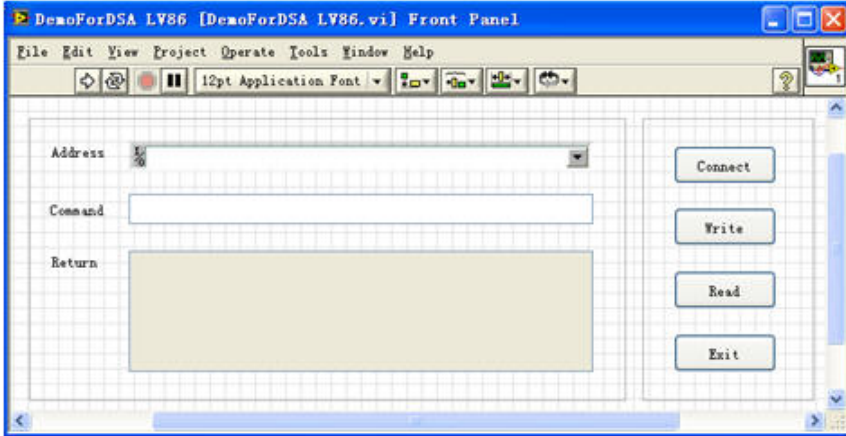 DemoForDSA LV86 [DemoForDSA LV86.vi] Front Panel
File Edit View Project Operate Tools Window Help
12pt Application Font
?
1
Address
I/O
Connect
Command
Write
Return
Read
Exit